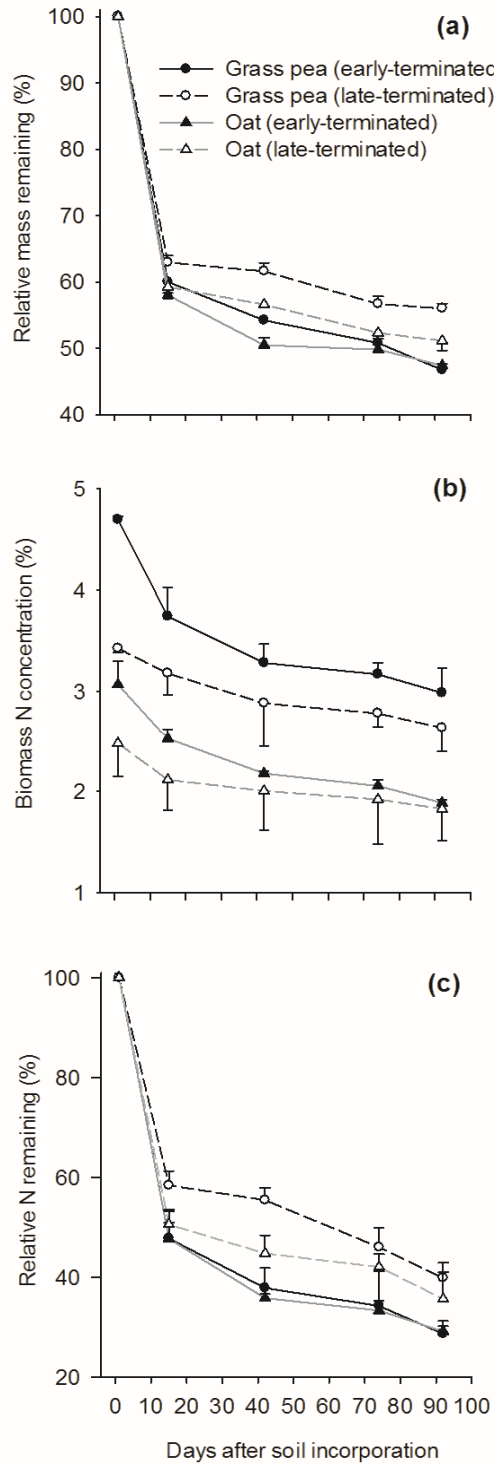 (a)
100
90
80
70
60
50
40
Relative mass remaining (%)
Grass pea (early-terminated
Grass pea (late-terminated)
Oat (early-terminated)
Oat (late-terminated)
(b)
5
4
3
2
1
Biomass N concentration (%)
(c)
100
80
60
40
20
Relative N remaining (%)
0 10 20 30 40 50 60 70 80 90 100
Days after soil incorporation